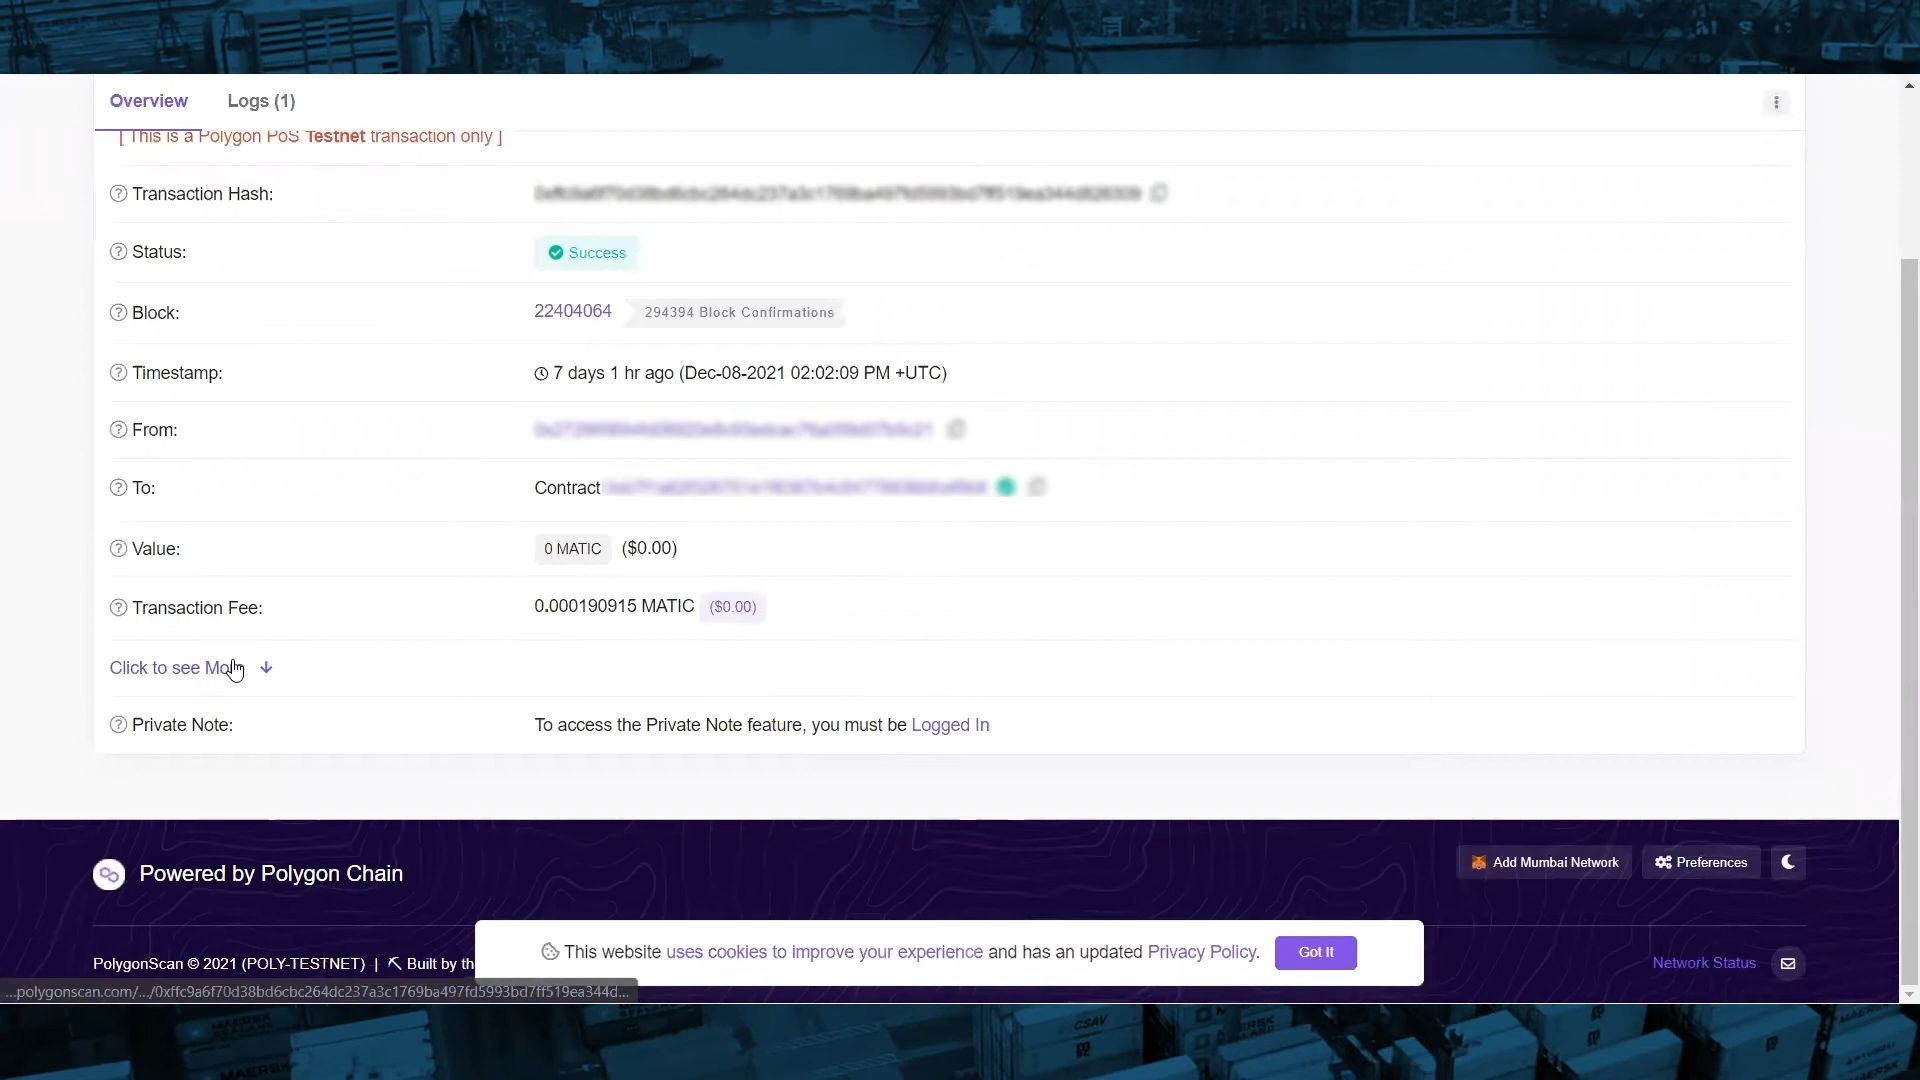 Overview Logs (1)
[ This is a Polygon PoS Testnet transaction only ]
Transaction Hash:
Status: Success
Block: 22404064 294394 Block Confirmations
Timestamp: 7 days 1 hr ago (Dec-08-2021 02:02:09 PM +UTC)
From:
To: Contract
Value: 0 MATIC ($0.00)
Transaction Fee: 0.000190915 MATIC ($0.00)
Click to see
Private Note: To access the Private Note feature, you must be Logged In
Powered by Polygon Chain
Add Mumbai Network Preferences
This website uses cookies to improve your experience and has an updated Privacy Policy. Got It
PolygonScan © 2021 (POLY-TESTNET) | Built by
Network Status
...polygonscan.com/.../0xffc9a6f70d38bd6cbc264dc237a3c1769ba497fd5993bd7ff519ea344d...
MAERSK
CSAV